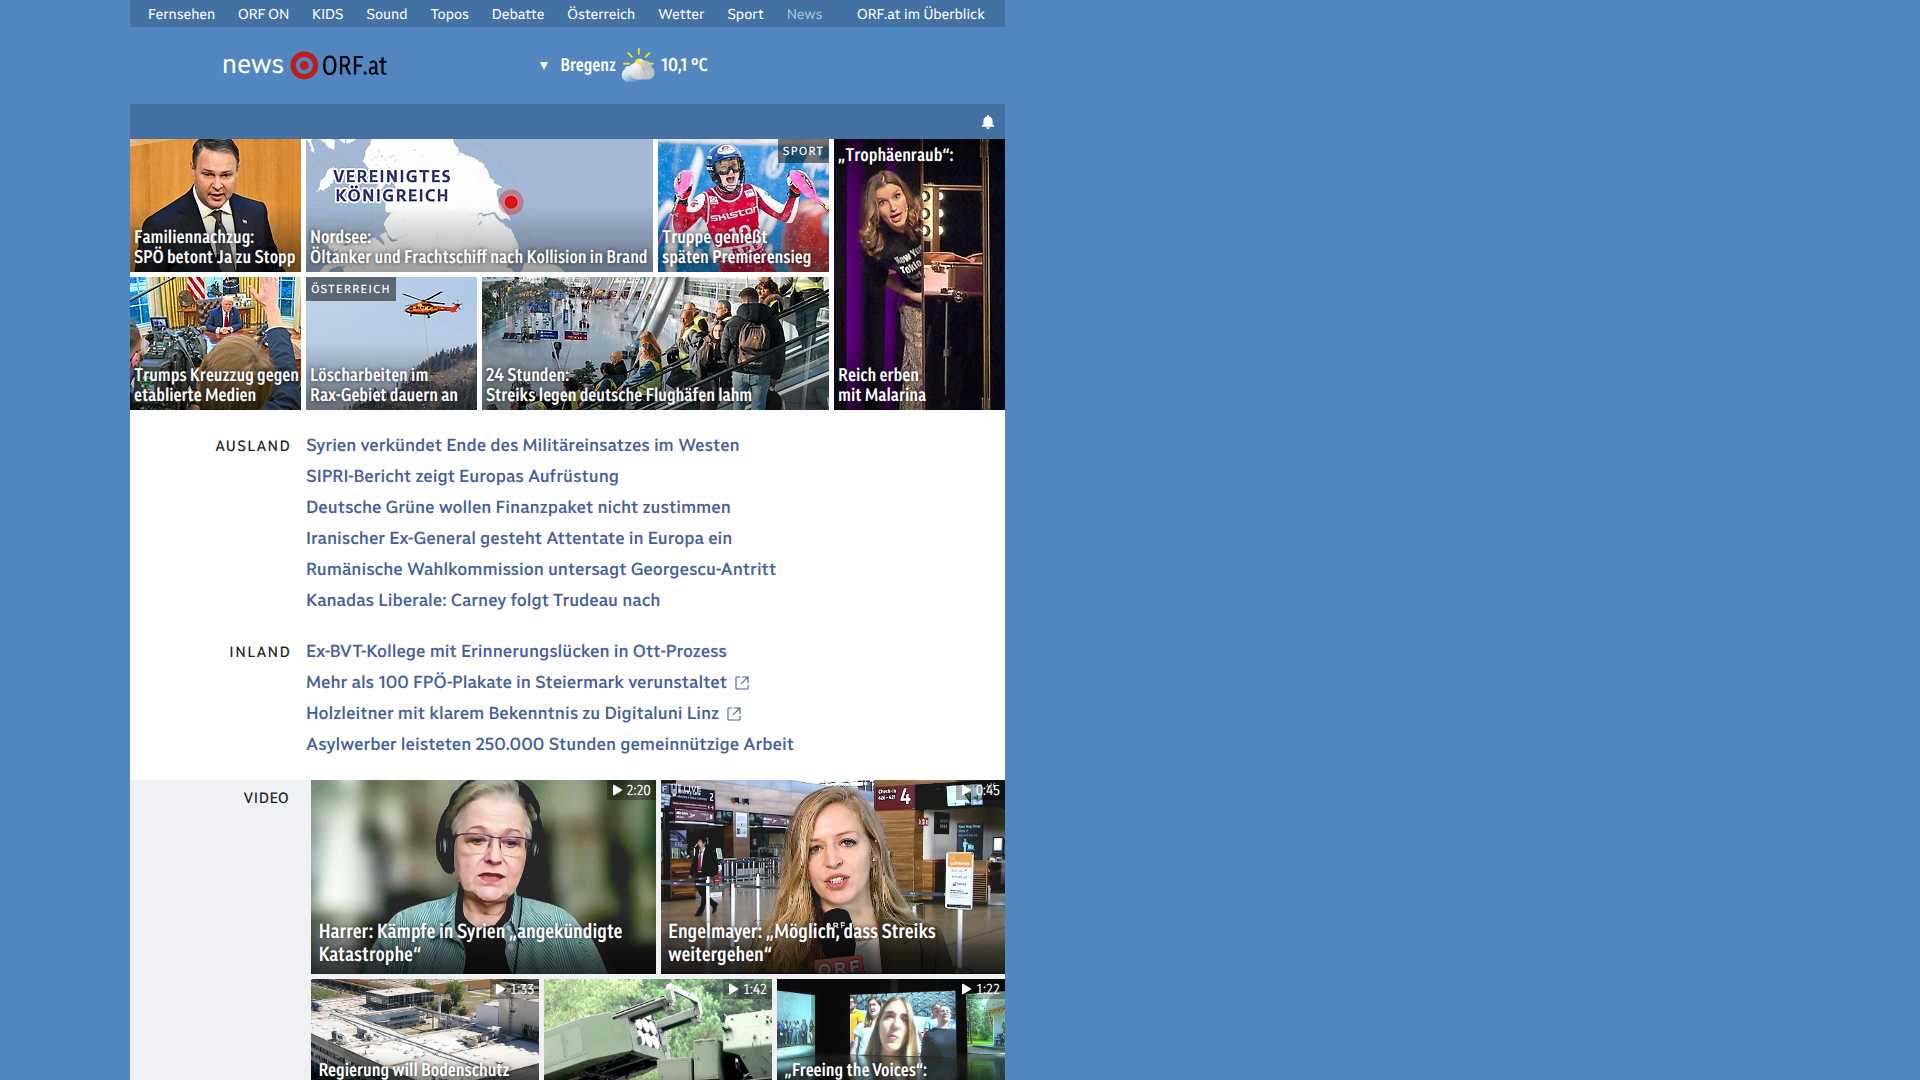 Fernsehen ORF ON KIDS Sound Topos Debatte Österreich Wetter Sport News ORF.at im Überblick
news ORF.at
Bregenz 10,1 °C
VEREINIGTES
KÖNIGREICH
SPORT
„Trophäenraub“:
Familiennachzug:
SPÖ betont Ja zu Stopp
Nordsee:
Öltanker und Frachtschiff nach Kollision in Brand
Truppe genießt
späten Premierensieg
ÖSTERREICH
Trumps Kreuzzug gegen
etablierte Medien
Löscharbeiten im
Rax-Gebiet dauern an
24 Stunden:
Streiks legen deutsche Flughäfen lahm
Reich erben
mit Malarina
AUSLAND
Syrien verkündet Ende des Militäreinsatzes im Westen
SIPRI-Bericht zeigt Europas Aufrüstung
Deutsche Grüne wollen Finanzpaket nicht zustimmen
Iranischer Ex-General gesteht Attentate in Europa ein
Rumänische Wahlkommission untersagt Georgescu-Antritt
Kanadas Liberale: Carney folgt Trudeau nach
INLAND
Ex-BVT-Kollege mit Erinnerungslücken in Ott-Prozess
Mehr als 100 FPÖ-Plakate in Steiermark verunstaltet
Holzleitner mit klarem Bekenntnis zu Digitaluni Linz
Asylwerber leisteten 250.000 Stunden gemeinnützige Arbeit
VIDEO
2:20
0:45
Harrer: Kämpfe in Syrien „angekündigte
Katastrophe“
Engelmayer: „Möglich, dass Streiks
weitergehen“
ORF
1:33
1:42
1:22
Regierung will Bodenschutz
„Freeing the Voices“: